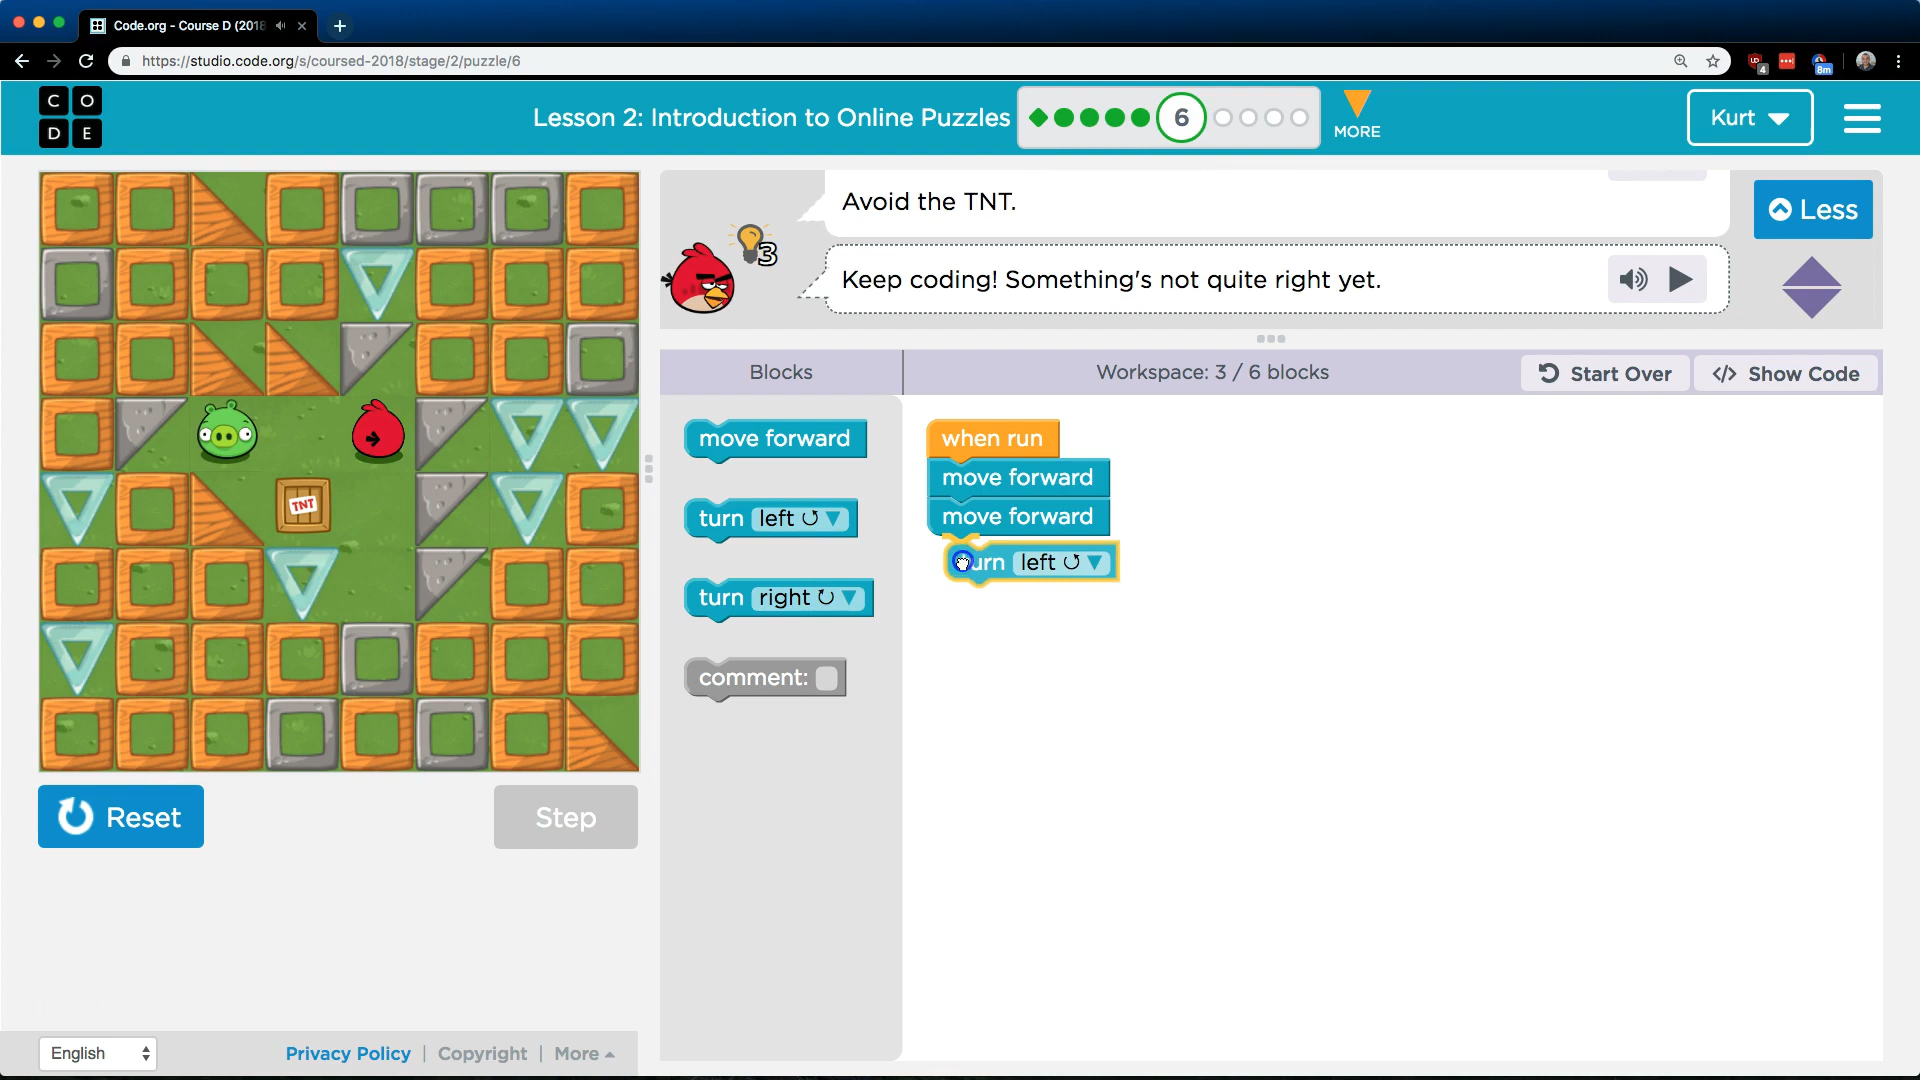 Code.org - Course D (2018
https://studio.code.org/s/coursed-2018/stage/2/puzzle/6
4
8m
C O
D E
Lesson 2: Introduction to Online Puzzles
6
MORE
Kurt
Avoid the TNT.
3
Keep coding! Something's not quite right yet.
Less
Blocks
Workspace: 3 / 6 blocks
Start Over
</> Show Code
move forward
turn left
turn right
comment:
when run
move forward
move forward
turn left
TNT
Reset
Step
English
Privacy Policy | Copyright | More